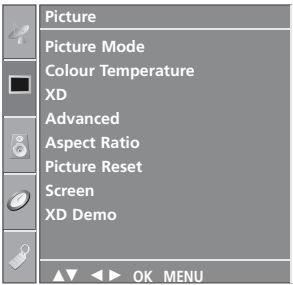 Picture
Picture Mode
Colour Temperature
XD
Advanced
Aspect Ratio
Picture Reset
Screen
XD Demo
▲▼ ◄► OK MENU